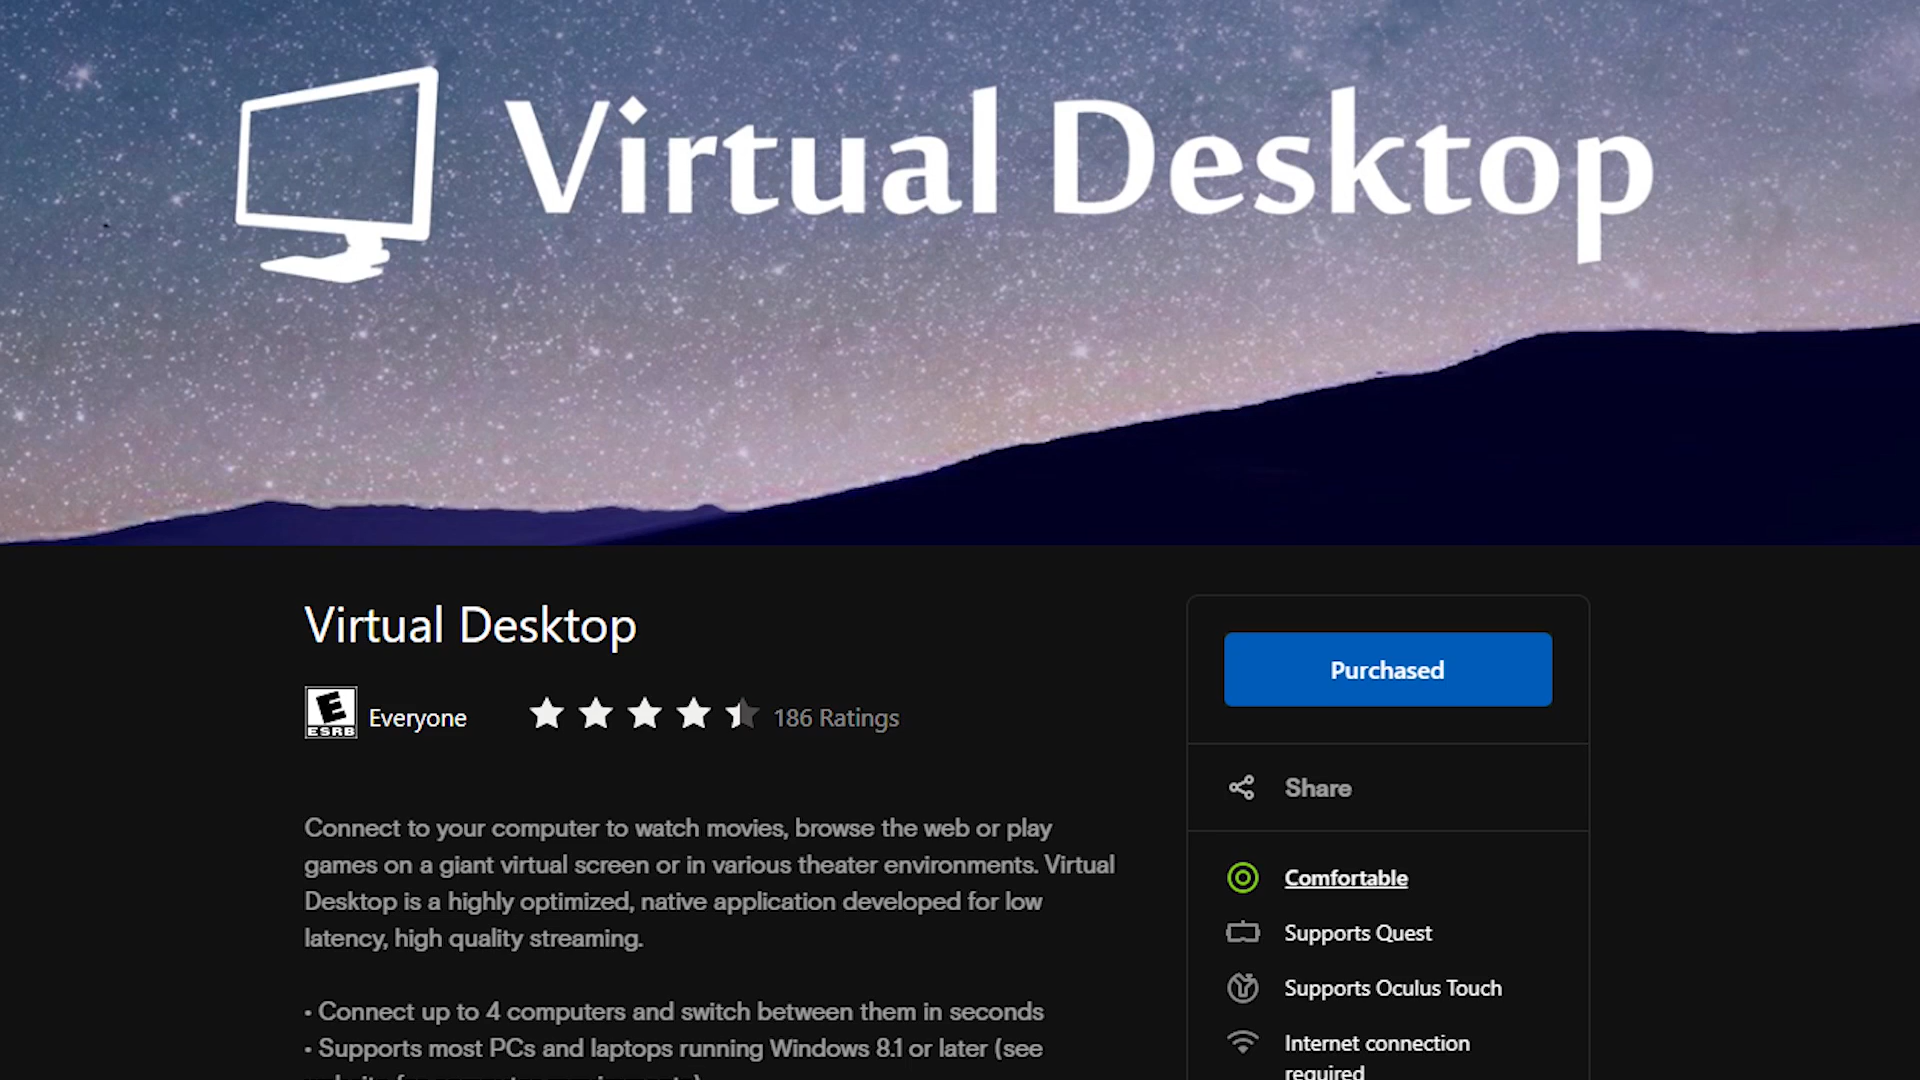 Virtual Desktop
Virtual Desktop
E
ESRB
Everyone
186 Ratings
Connect to your computer to watch movies, browse the web or play
games on a giant virtual screen or in various theater environments. Virtual
Desktop is a highly optimized, native application developed for low
latency, high quality streaming.
• Connect up to 4 computers and switch between them in seconds
• Supports most PCs and laptops running Windows 8.1 or later (see
Purchased
Share
Comfortable
Supports Quest
Supports Oculus Touch
Internet connection
required